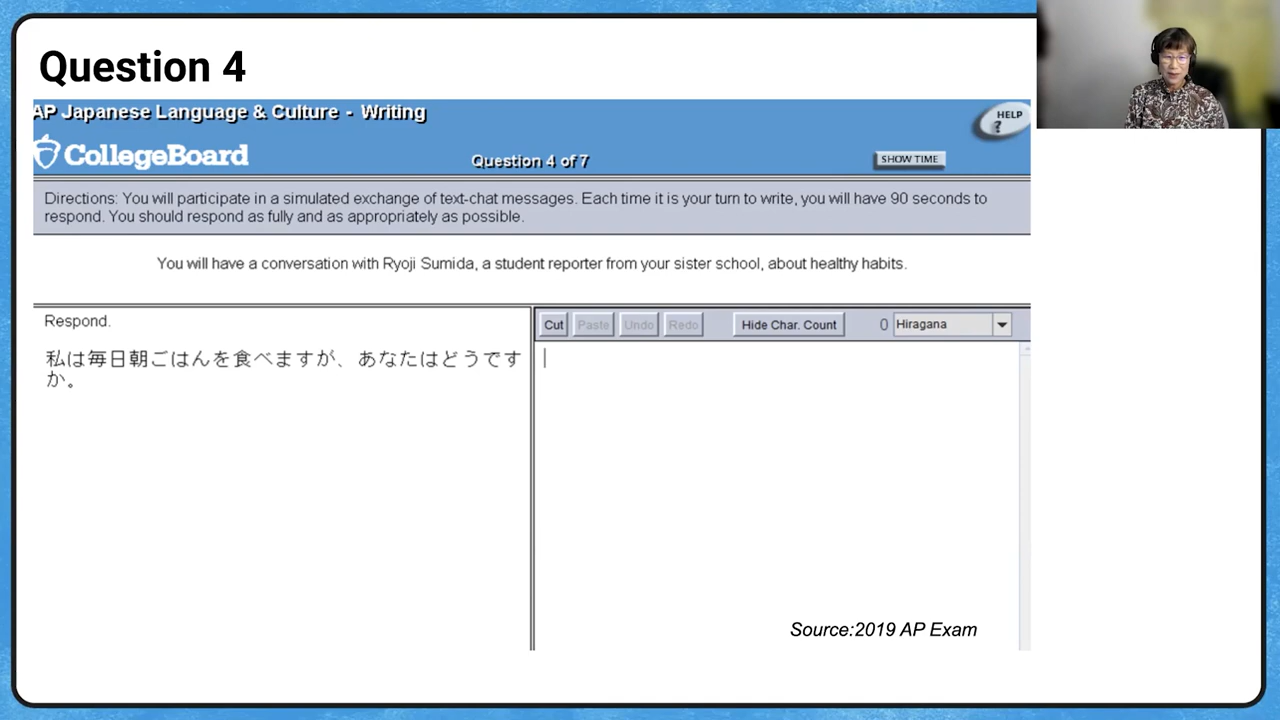 Question 4
AP Japanese Language & Culture - Writing
HELP
?
CollegeBoard
Question 4 of 7
SHOW TIME
Directions: You will participate in a simulated exchange of text-chat messages. Each time it is your turn to write, you will have 90 seconds to
respond. You should respond as fully and as appropriately as possible.
You will have a conversation with Ryoji Sumida, a student reporter from your sister school, about healthy habits.
Respond.
私は毎日朝ごはんを食べますが、あなたはどうです
か。
Cut Paste Undo Redo Hide Char. Count 0 Hiragana
Source:2019 AP Exam